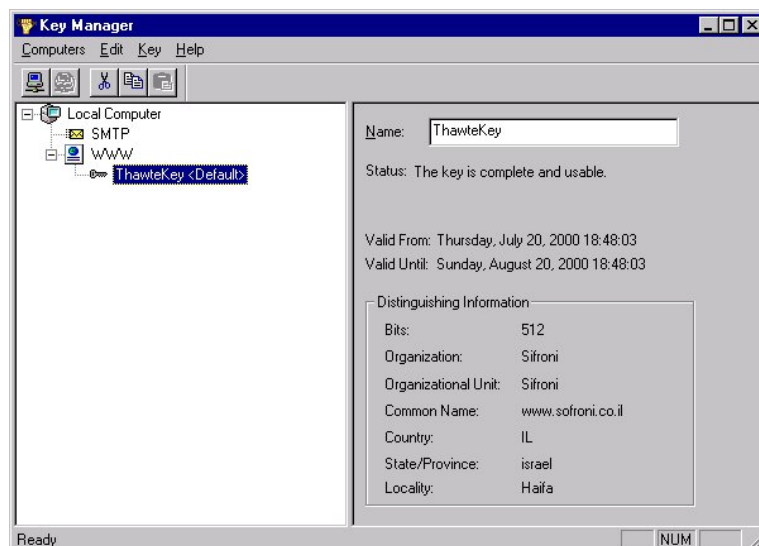 Key Manager
Computers Edit Key Help
Local Computer
SMTP
WWW
ThawteKey <Default>
Name: ThawteKey
Status: The key is complete and usable.
Valid From: Thursday, July 20, 2000 18:48:03
Valid Until: Sunday, August 20, 2000 18:48:03
Distinguishing Information
Bits: 512
Organization: Sifroni
Organizational Unit: Sifroni
Common Name: www.sofroni.co.il
Country: IL
State/Province: israel
Locality: Haifa
Ready NUM